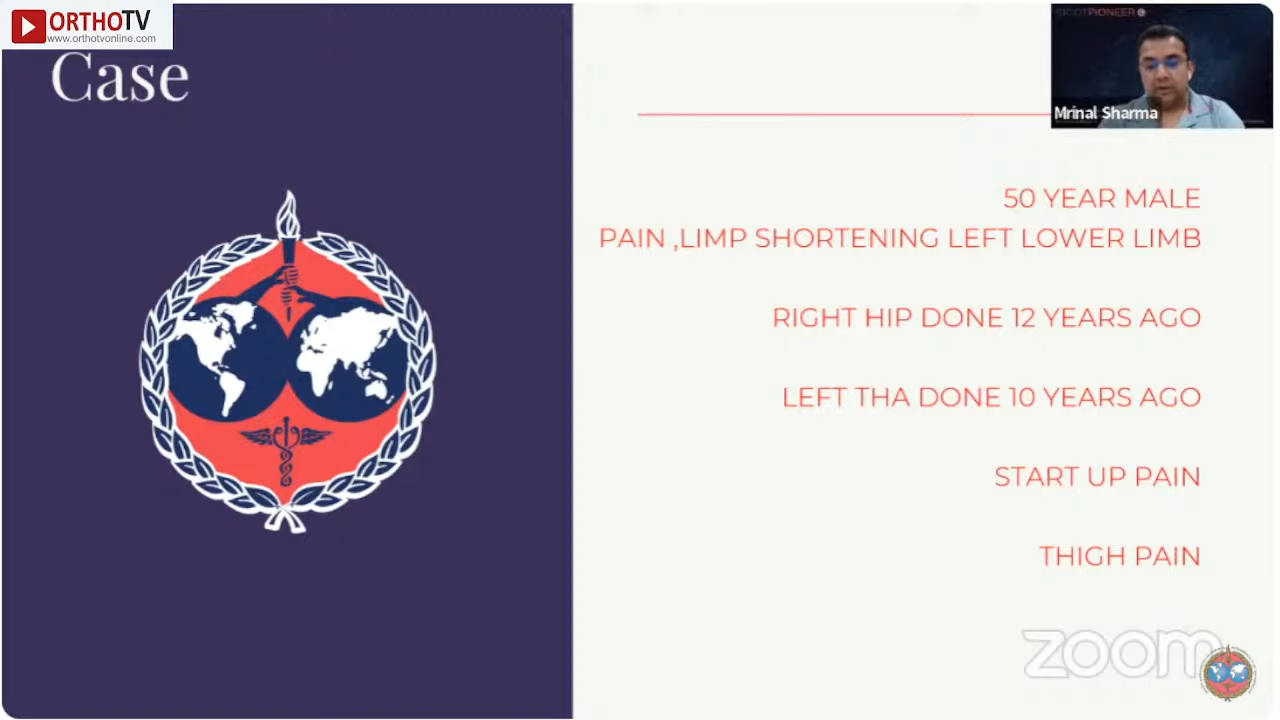 ORTHOTV
www.orthotvonline.com
Case
Mrinal Sharma
50 YEAR MALE
PAIN ,LIMP SHORTENING LEFT LOWER LIMB
RIGHT HIP DONE 12 YEARS AGO
LEFT THA DONE 10 YEARS AGO
START UP PAIN
THIGH PAIN
zoom